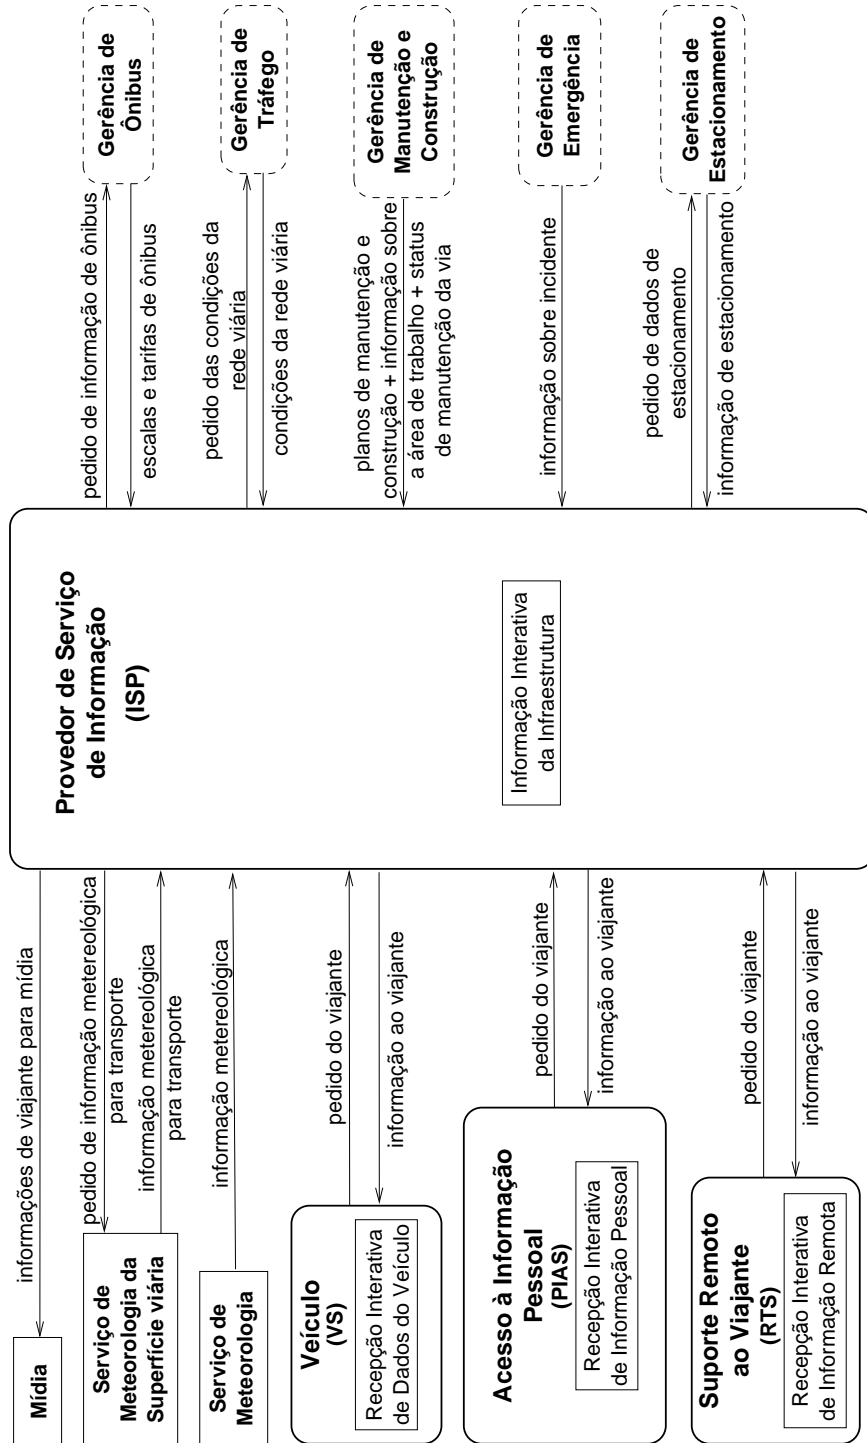 Mídia
Serviço de
Meteorologia da
Superfície viária
Serviço de
Meteorologia
Veículo
(VS)
Recepção Interativa
de Dados do Veículo
Acesso à Informação
Pessoal
(PIAS)
Recepção Interativa
de Informação Pessoal
Suporte Remoto
ao Viajante
(RTS)
Recepção Interativa
de Informação Remota
informações de viajante para mídia
pedido de informação metereológica
para transporte
informação metereológica
para transporte
informação metereológica
pedido do viajante
informação ao viajante
pedido do viajante
informação ao viajante
pedido do viajante
informação ao viajante
Provedor de Serviço
de Informação
(ISP)
Informação Interativa
da Infraestrutura
pedido de informação de ônibus
escalas e tarifas de ônibus
pedido das condições da
rede viária
condições da rede viária
planos de manutenção e
construção + informação sobre
a área de trabalho + status
de manutenção da via
informação sobre incidente
pedido de dados de
estacionamento
informação de estacionamento
Gerência de
Ônibus
Gerência de
Tráfego
Gerência de
Manutenção e
Construção
Gerência de
Emergência
Gerência de
Estacionamento